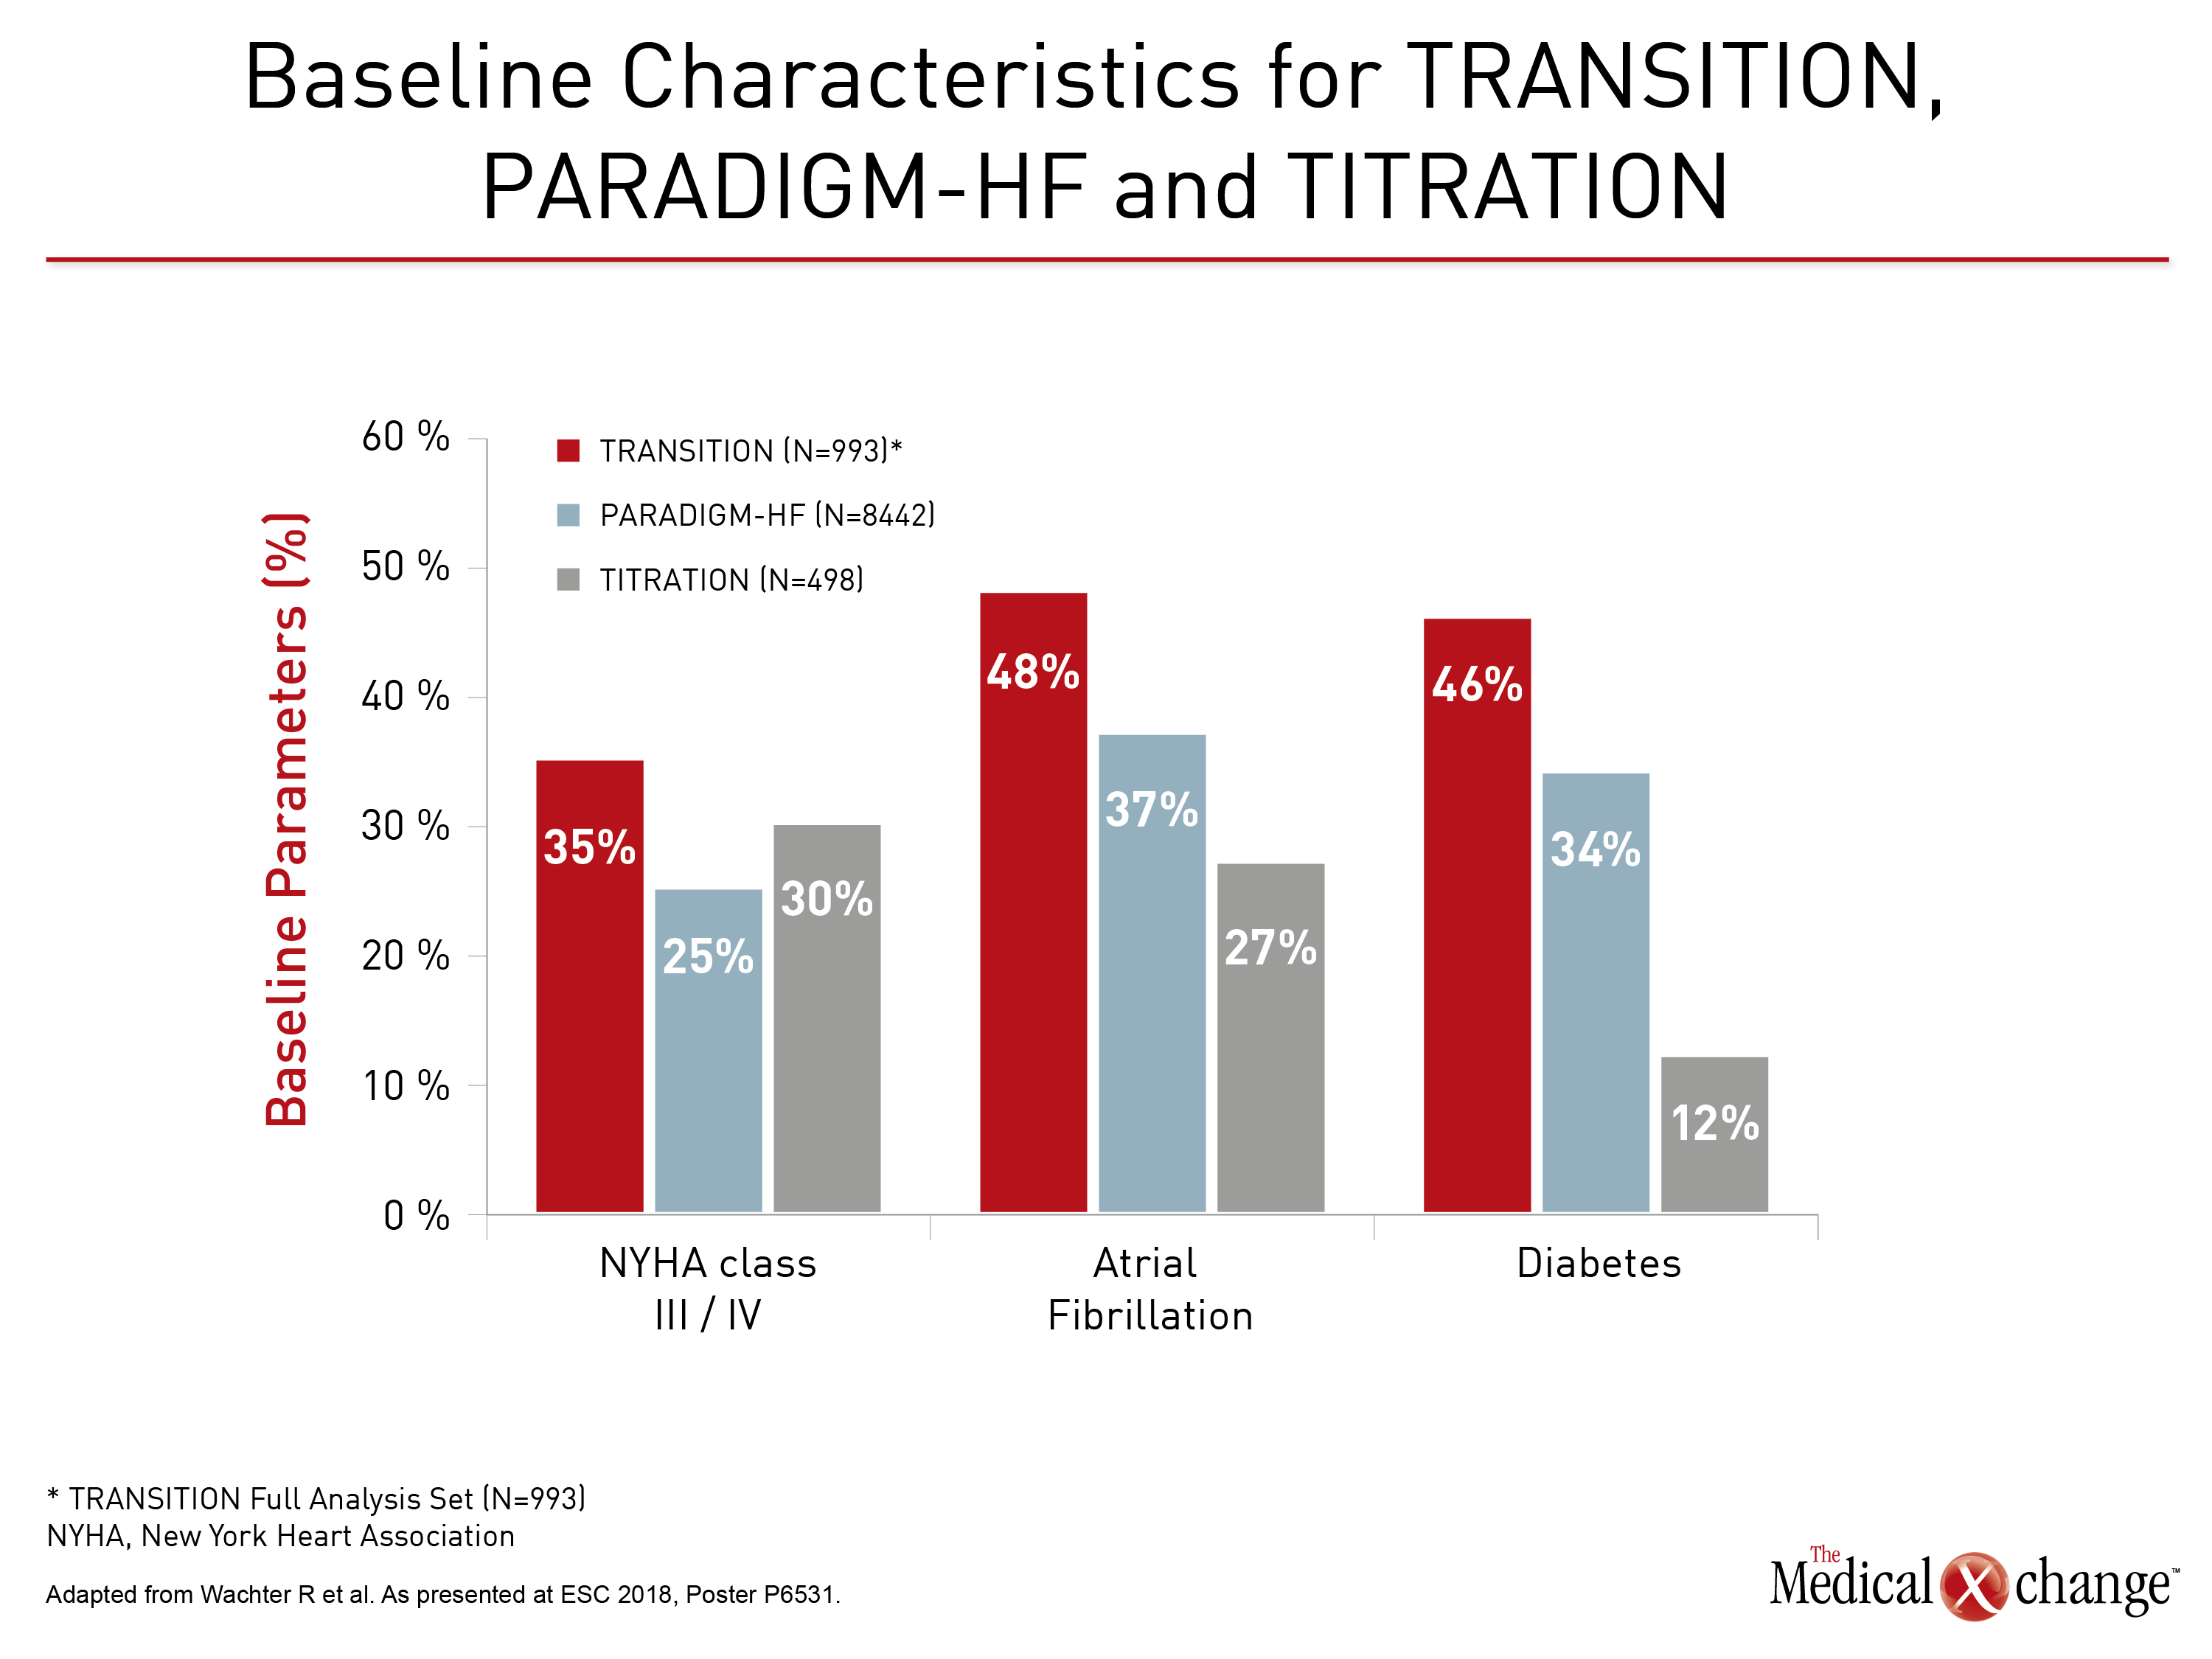 Baseline Characteristics for TRANSITION,
PARADIGM-HF and TITRATION
Baseline Parameters (%)
60 %
50 %
40 %
30 %
20 %
10 %
0 %
TRANSITION (N=993)*
PARADIGM-HF (N=8442)
TITRATION (N=498)
35%
25%
30%
48%
37%
27%
46%
34%
12%
NYHA class
III / IV
Atrial
Fibrillation
Diabetes
* TRANSITION Full Analysis Set (N=993)
NYHA, New York Heart Association
Adapted from Wachter R et al. As presented at ESC 2018, Poster P6531.
The
Medical Xchange™